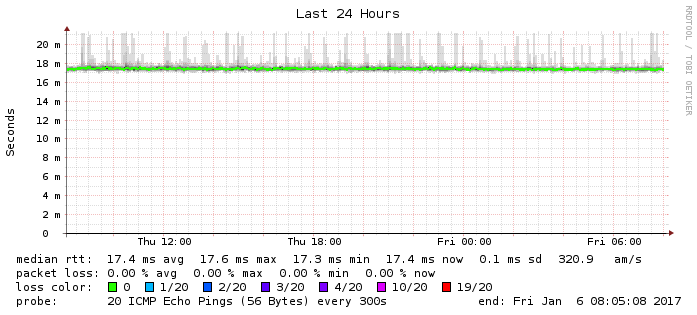 Last 24 Hours
RRDTOOL / TOBI OETIKER
Seconds
20 m
18 m
16 m
14 m
12 m
10 m
8 m
6 m
4 m
2 m
0
Thu 12:00 Thu 18:00 Fri 00:00 Fri 06:00
median rtt: 17.4 ms avg 17.6 ms max 17.3 ms min 17.4 ms now 0.1 ms sd 320.9 am/s
packet loss: 0.00 % avg 0.00 % max 0.00 % min 0.00 % now
loss color: 0 1/20 2/20 3/20 4/20 10/20 19/20
probe: 20 ICMP Echo Pings (56 Bytes) every 300s end: Fri Jan 6 08:05:08 2017